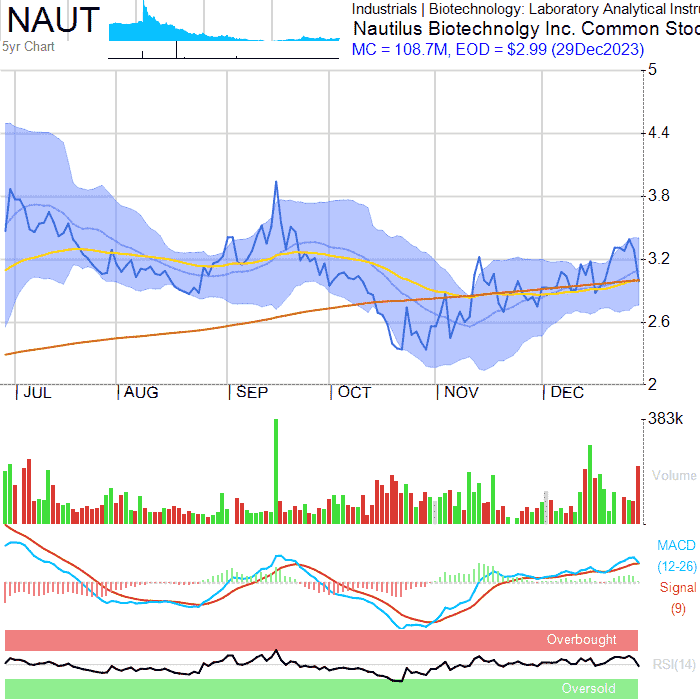 NAUT
5yr Chart
Industrials | Biotechnology: Laboratory Analytical Instru
Nautilus Biotechnolgy Inc. Common Stoc
MC = 108.7M, EOD = $2.99 (29Dec2023)
5
4.4
3.8
3.2
2.6
2
JUL
AUG
SEP
OCT
NOV
DEC
383k
Volume
MACD
(12-26)
Signal
(9)
Overbought
RSI(14)
Oversold